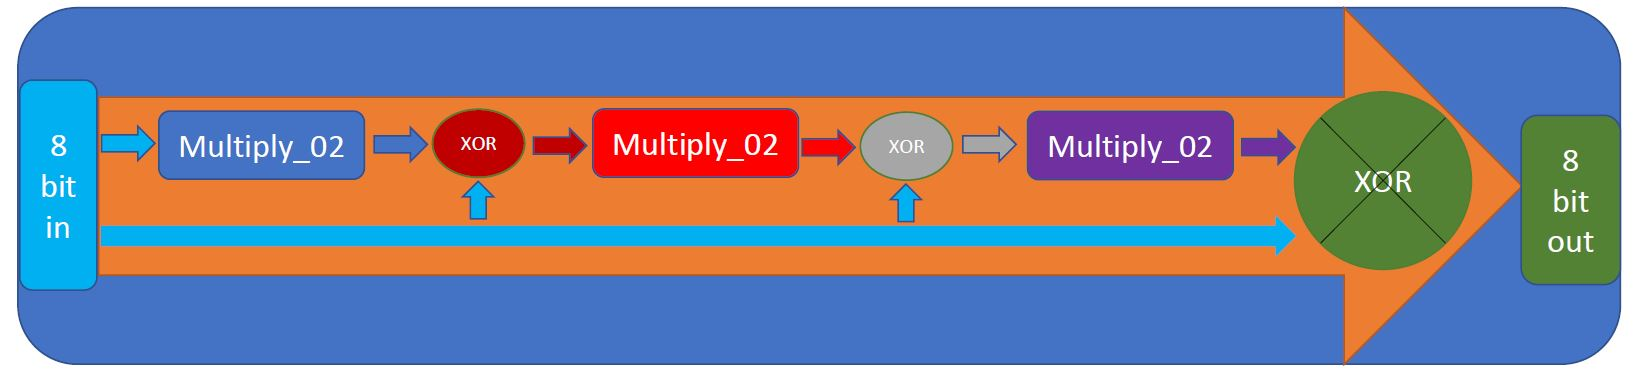 8
bit
in
Multiply_02
XOR
Multiply_02
XOR
Multiply_02
XOR
8
bit
out